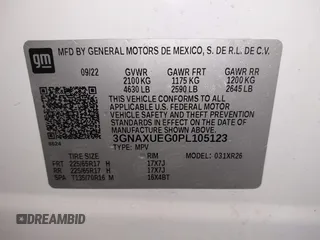 gm
MFD BY GENERAL MOTORS DE MEXICO, S. DE R.L. DE C.V.
09/22 GVWR GAWR FRT GAWR RR
2100 KG 1175 KG 1200 KG
4630 LB 2590 LB 2645 LB
THIS VEHICLE CONFORMS TO ALL
APPLICABLE U.S. FEDERAL MOTOR
VEHICLE SAFETY AND THEFT
PREVENTION STANDARDS IN EFFECT
ON THE DATE OF MANUFACTURE
SHOWN ABOVE.
3GNAXUEG0PL105123
TYPE: MPV
TIRE SIZE RIM MODEL: 031XR26
FRT 225/65R17 H 17X7J
RR 225/65R17 H 17X7J
SPA T135/70R16 M 16X4BT
DREAMBID